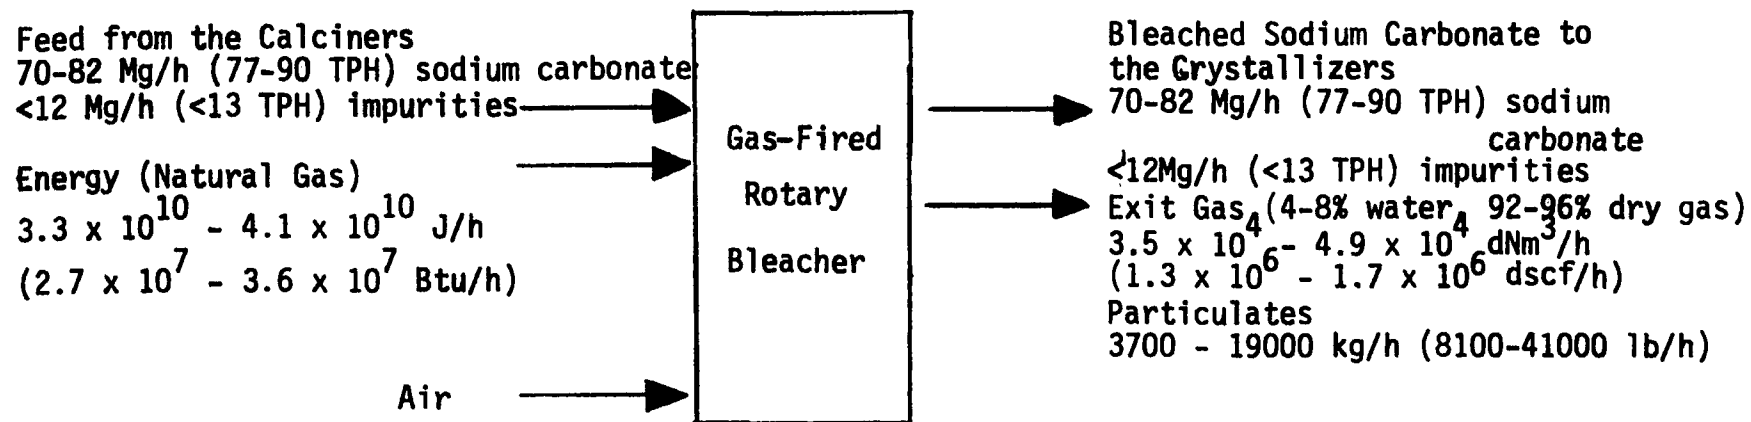 Feed from the Calciners
70-82 Mg/h (77-90 TPH) sodium carbonate
<12 Mg/h (<13 TPH) impurities
Energy (Natural Gas)
3.3 x 10^10 - 4.1 x 10^10 J/h
(2.7 x 10^7 - 3.6 x 10^7 Btu/h)
Air
Gas-Fired
Rotary
Bleacher
Bleached Sodium Carbonate to
the Crystallizers
70-82 Mg/h (77-90 TPH) sodium
carbonate
<12Mg/h (<13 TPH) impurities
Exit Gas (4-8% water, 92-96% dry gas)
3.5 x 10^4 - 4.9 x 10^4 dNm^3/h
(1.3 x 10^6 - 1.7 x 10^6 dscf/h)
Particulates
3700 - 19000 kg/h (8100-41000 lb/h)